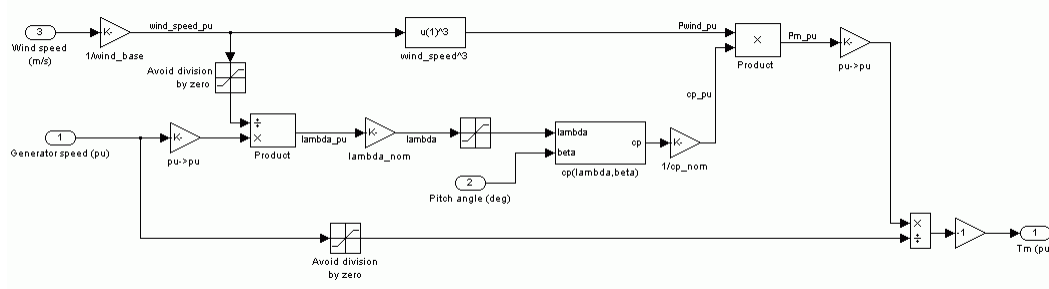 3
Wind speed
(m/s)
K-
1/wind_base
wind_speed_pu
u(1)^3
wind_speed^3
Pwind_pu
×
Product
Pm_pu
K-
pu->pu
Avoid division
by zero
cp_pu
1
Generator speed (pu)
K-
pu->pu
÷
×
Product
lambda_pu
K-
lambda_nom
lambda
lambda
beta
cp
cp(lambda,beta)
K-
1/cp_nom
2
Pitch angle (deg)
Avoid division
by zero
×
÷
-1
1
Tm (pu